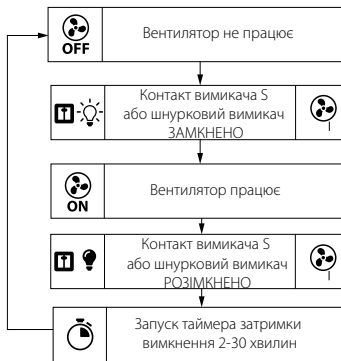 OFF
Вентилятор не працює
Контакт вимикача S
або шнурковий вимикач
ЗАМКНЕНО
ON
Вентилятор працює
Контакт вимикача S
або шнурковий вимикач
РОЗІМКНЕНО
Запуск таймера затримки
вимкнення 2-30 хвилин